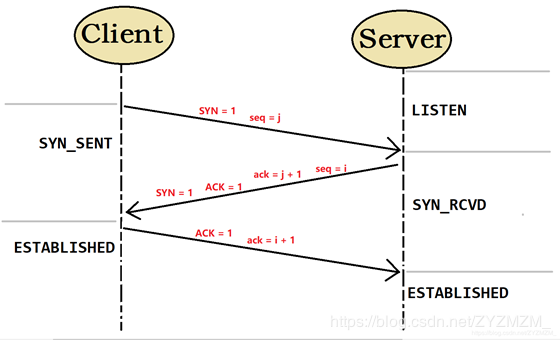 Client
Server
SYN = 1 seq = j
LISTEN
SYN_SENT
SYN = 1 ACK = 1 ack = j + 1 seq = i
SYN_RCVD
ACK = 1 ack = i + 1
ESTABLISHED
ESTABLISHED
https://blog.csdn.net/ZYZMZM_